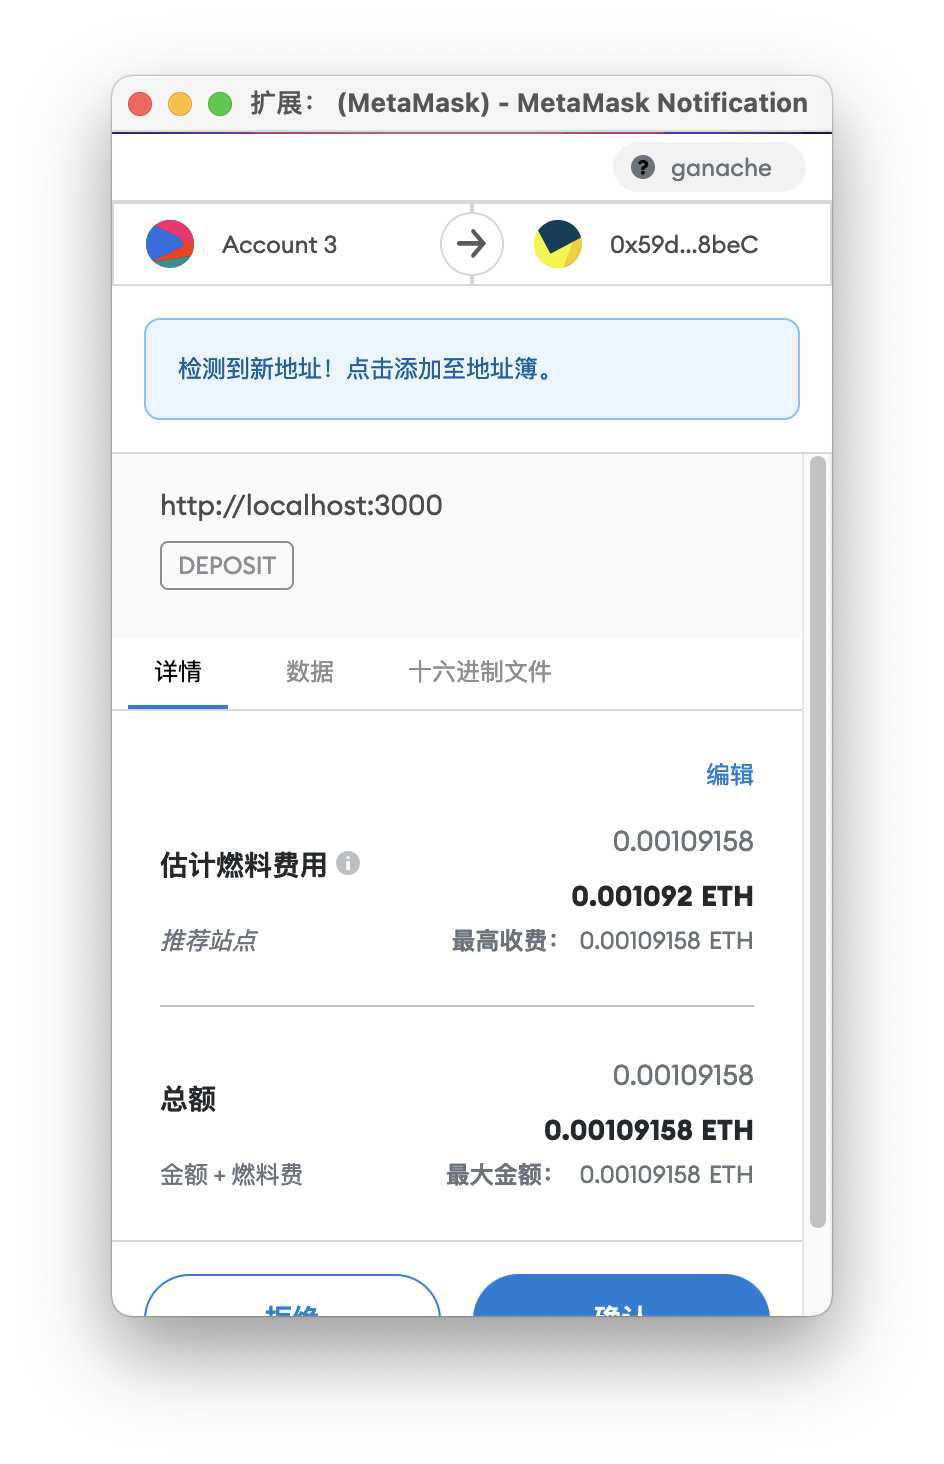 扩展： (MetaMask) - MetaMask Notification
ganache
Account 3
0x59d...8beC
检测到新地址！点击添加至地址簿。
http://localhost:3000
DEPOSIT
详情 数据 十六进制文件
编辑
0.00109158
估计燃料费用
0.001092 ETH
推荐站点 最高收费： 0.00109158 ETH
0.00109158
总额
0.00109158 ETH
金额 + 燃料费 最大金额： 0.00109158 ETH
拒绝 确认